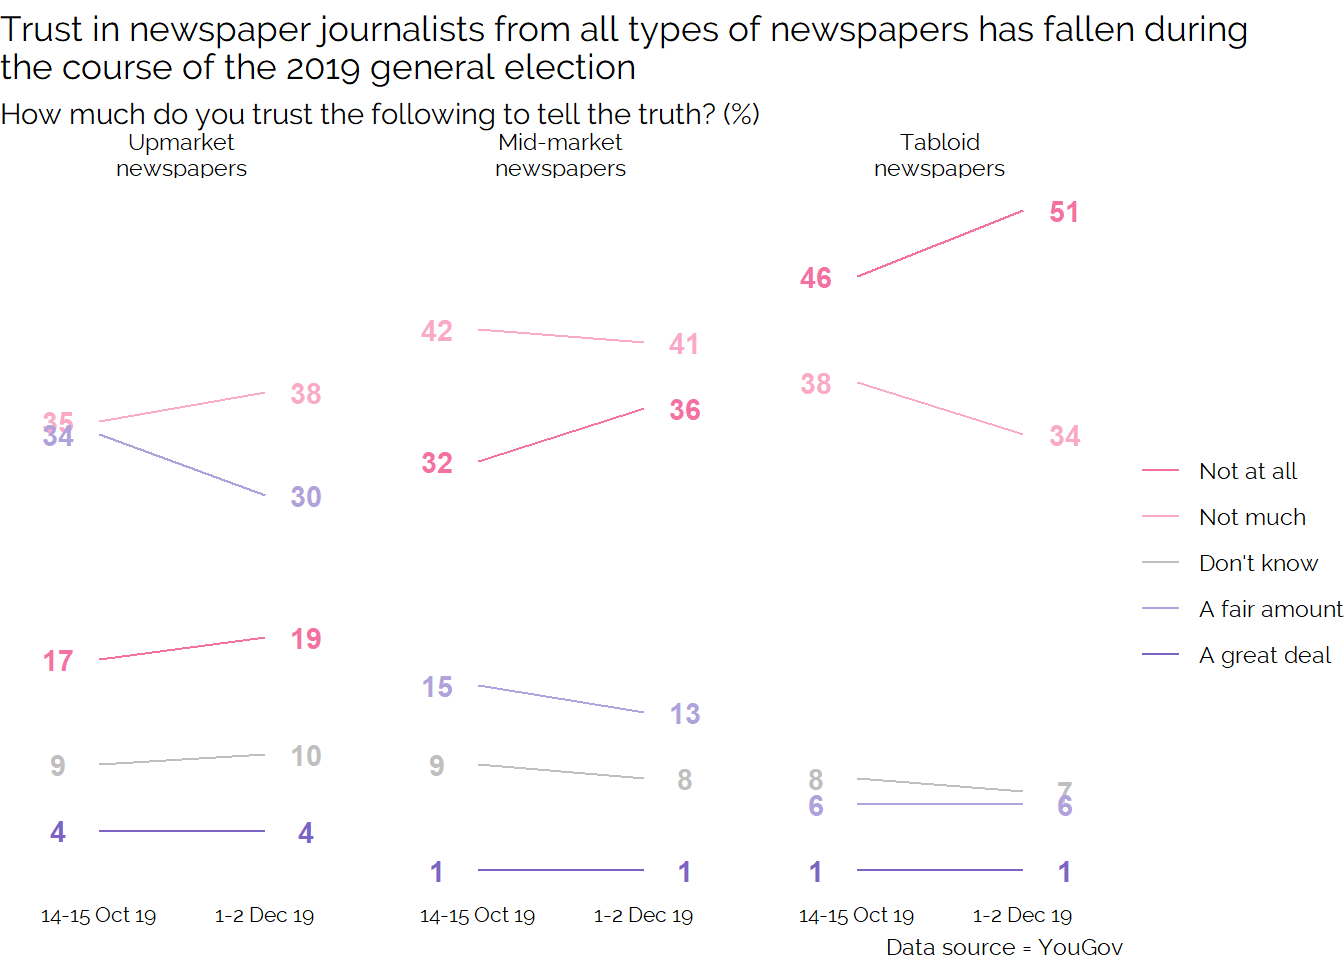 Trust in newspaper journalists from all types of newspapers has fallen during
the course of the 2019 general election
How much do you trust the following to tell the truth? (%)
Upmarket
newspapers
Mid-market
newspapers
Tabloid
newspapers
35
34
17
9
4
38
30
19
10
4
42
32
15
9
1
41
36
13
8
1
46
38
8
6
1
51
34
7
6
1
Not at all
Not much
Don't know
A fair amount
A great deal
14-15 Oct 19
1-2 Dec 19
14-15 Oct 19
1-2 Dec 19
14-15 Oct 19
1-2 Dec 19
Data source = YouGov